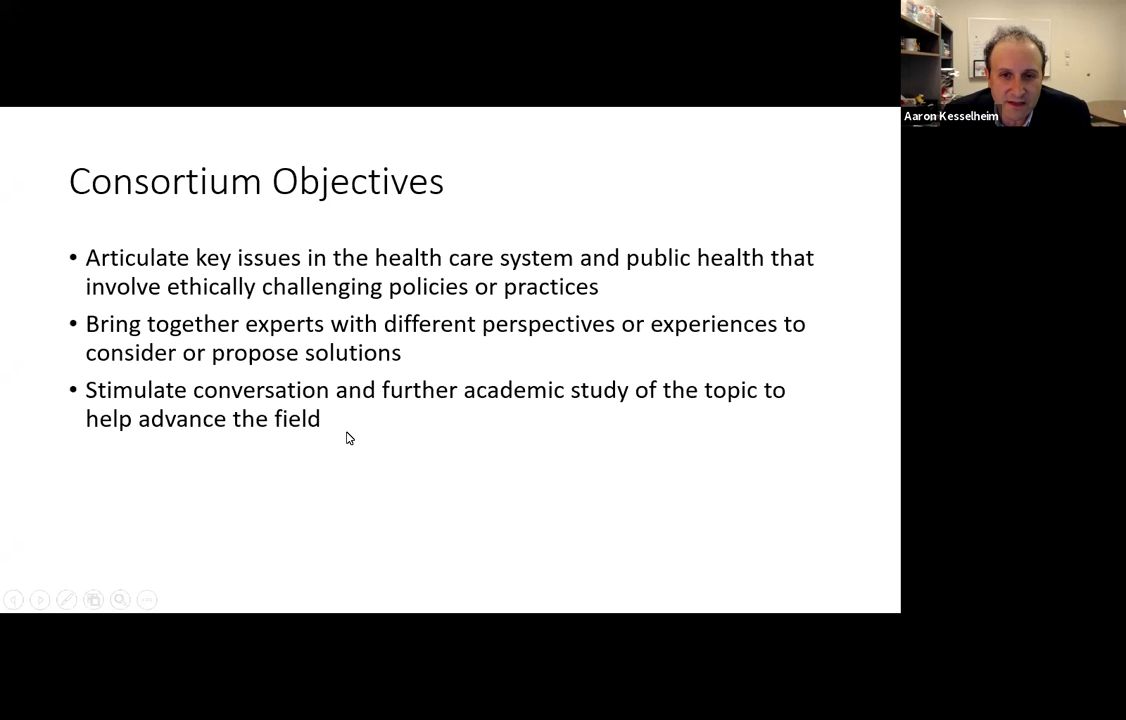 Aaron Kesselheim
Consortium Objectives
• Articulate key issues in the health care system and public health that
involve ethically challenging policies or practices
• Bring together experts with different perspectives or experiences to
consider or propose solutions
• Stimulate conversation and further academic study of the topic to
help advance the field